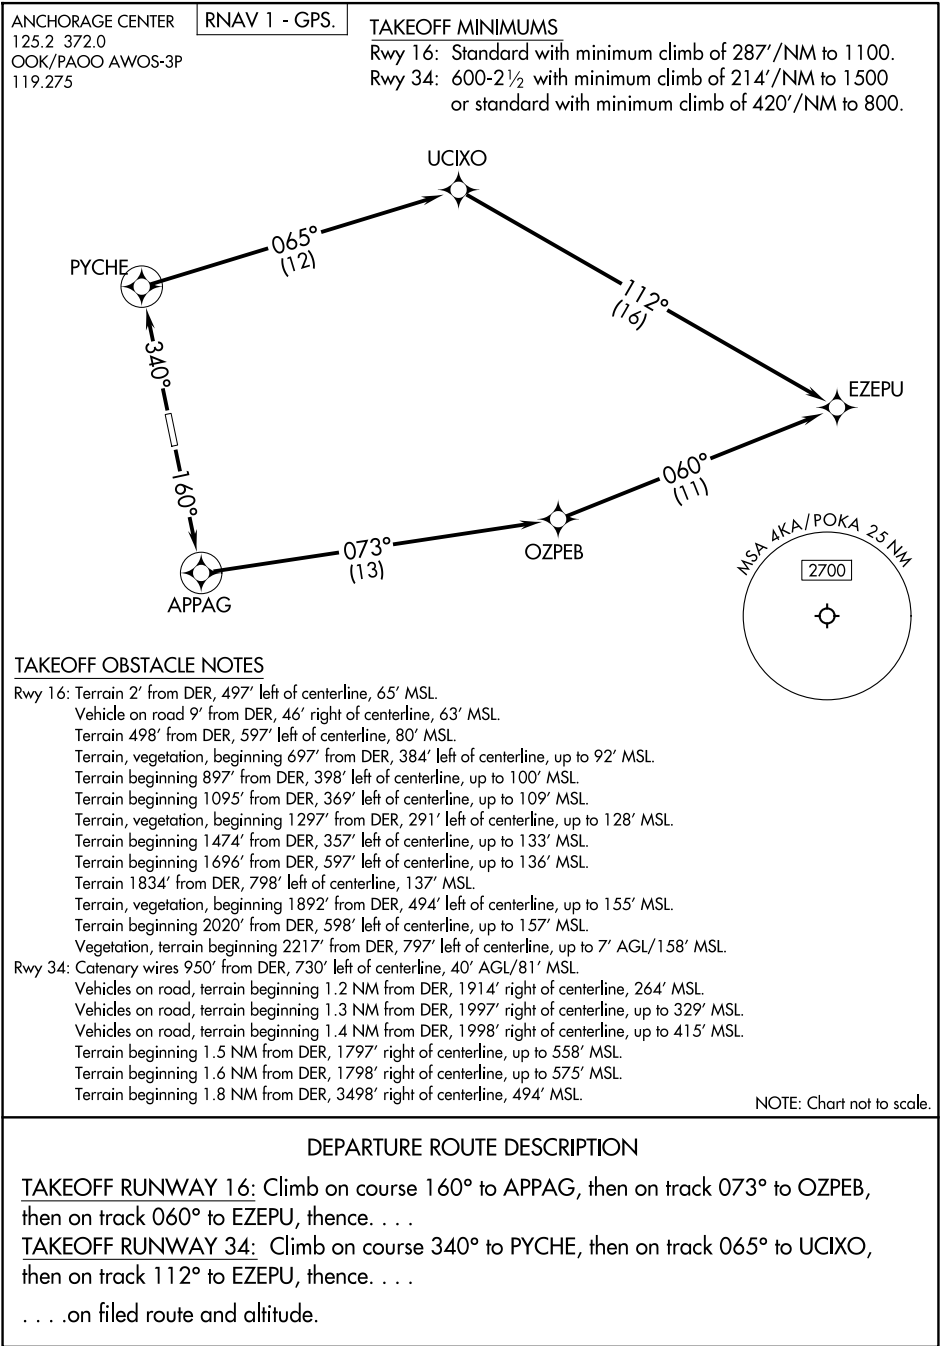 ANCHORAGE CENTER
125.2 372.0
OOK/PAOO AWOS-3P
119.275
RNAV 1 - GPS.
TAKEOFF MINIMUMS
Rwy 16: Standard with minimum climb of 287'/NM to 1100.
Rwy 34: 600-2½ with minimum climb of 214'/NM to 1500
or standard with minimum climb of 420'/NM to 800.
UCIXO
065°
(12)
PYCHE
112°
(16)
340°
EZEPU
160°
060°
(11)
073°
(13)
OZPEB
APPAG
MSA 4KA/POKA 25 NM
2700
TAKEOFF OBSTACLE NOTES
Rwy 16: Terrain 2' from DER, 497' left of centerline, 65' MSL.
Vehicle on road 9' from DER, 46' right of centerline, 63' MSL.
Terrain 498' from DER, 597' left of centerline, 80' MSL.
Terrain, vegetation, beginning 697' from DER, 384' left of centerline, up to 92' MSL.
Terrain beginning 897' from DER, 398' left of centerline, up to 100' MSL.
Terrain beginning 1095' from DER, 369' left of centerline, up to 109' MSL.
Terrain, vegetation, beginning 1297' from DER, 291' left of centerline, up to 128' MSL.
Terrain beginning 1474' from DER, 357' left of centerline, up to 133' MSL.
Terrain beginning 1696' from DER, 597' left of centerline, up to 136' MSL.
Terrain 1834' from DER, 798' left of centerline, 137' MSL.
Terrain, vegetation, beginning 1892' from DER, 494' left of centerline, up to 155' MSL.
Terrain beginning 2020' from DER, 598' left of centerline, up to 157' MSL.
Vegetation, terrain beginning 2217' from DER, 797' left of centerline, up to 7' AGL/158' MSL.
Rwy 34: Catenary wires 950' from DER, 730' left of centerline, 40' AGL/81' MSL.
Vehicles on road, terrain beginning 1.2 NM from DER, 1914' right of centerline, 264' MSL.
Vehicles on road, terrain beginning 1.3 NM from DER, 1997' right of centerline, up to 329' MSL.
Vehicles on road, terrain beginning 1.4 NM from DER, 1998' right of centerline, up to 415' MSL.
Terrain beginning 1.5 NM from DER, 1797' right of centerline, up to 558' MSL.
Terrain beginning 1.6 NM from DER, 1798' right of centerline, up to 575' MSL.
Terrain beginning 1.8 NM from DER, 3498' right of centerline, 494' MSL.
NOTE: Chart not to scale.
DEPARTURE ROUTE DESCRIPTION
TAKEOFF RUNWAY 16: Climb on course 160° to APPAG, then on track 073° to OZPEB,
then on track 060° to EZEPU, thence. . . .
TAKEOFF RUNWAY 34: Climb on course 340° to PYCHE, then on track 065° to UCIXO,
then on track 112° to EZEPU, thence. . . .
. . . .on filed route and altitude.